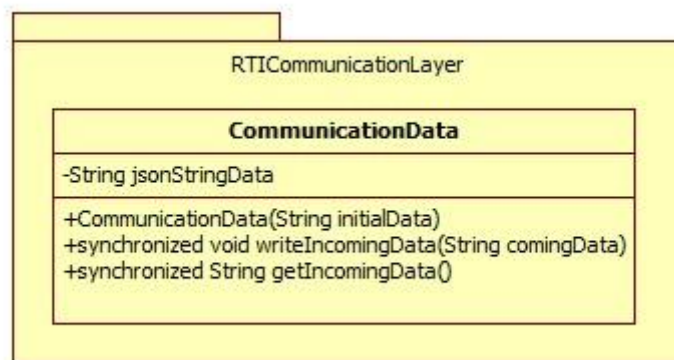 RTICommunicationLayer
CommunicationData
-String jsonStringData
+CommunicationData(String initialData)
+synchronized void writeIncomingData(String comingData)
+synchronized String getIncomingData()